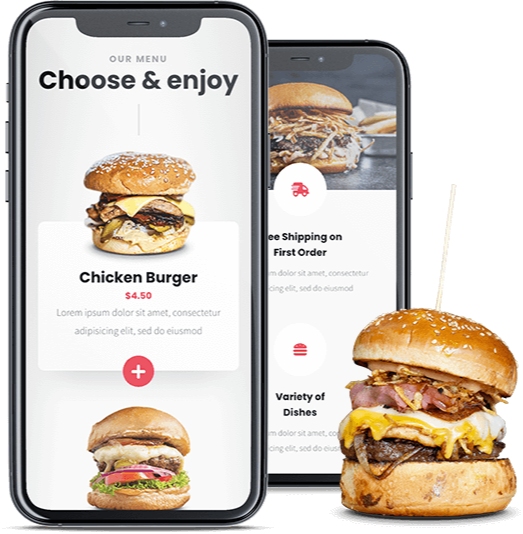 OUR MENU
Choose & enjoy
Chicken Burger
$4.50
Lorem ipsum dolor sit amet, consectetur
adipisicing elit, sed do eiusmod
ee Shipping on
First Order
dolor sit amet, consectetur
elit, sed do eiusmod
Variety of
Dishes
dolor sit amet,
elit, sed do eiusmod